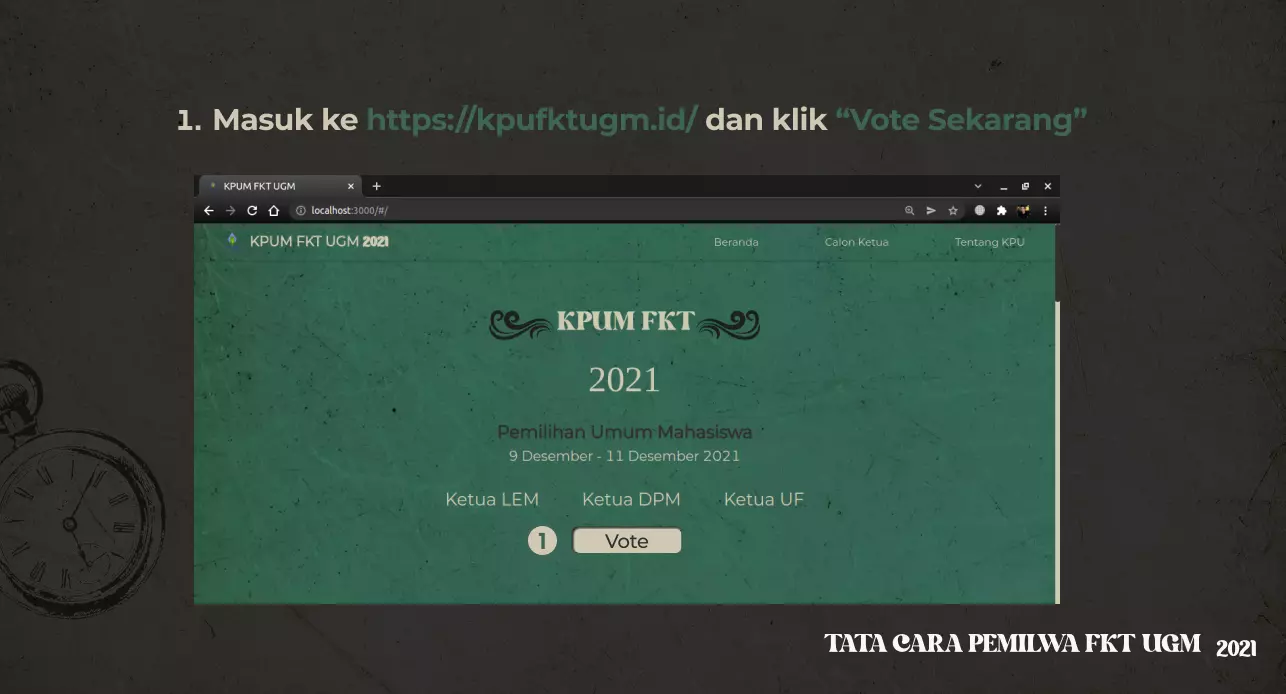 1. Masuk ke https://kpufktugm.id/ dan klik “Vote Sekarang”
KPUM FKT UGM
localhost:3000/#/
KPUM FKT UGM 2021
Beranda
Calon Ketua
Tentang KPU
KPUM FKT
2021
Pemilihan Umum Mahasiswa
9 Desember - 11 Desember 2021
Ketua LEM
Ketua DPM
Ketua UF
1
Vote
TATA CARA PEMILWA FKT UGM 2021